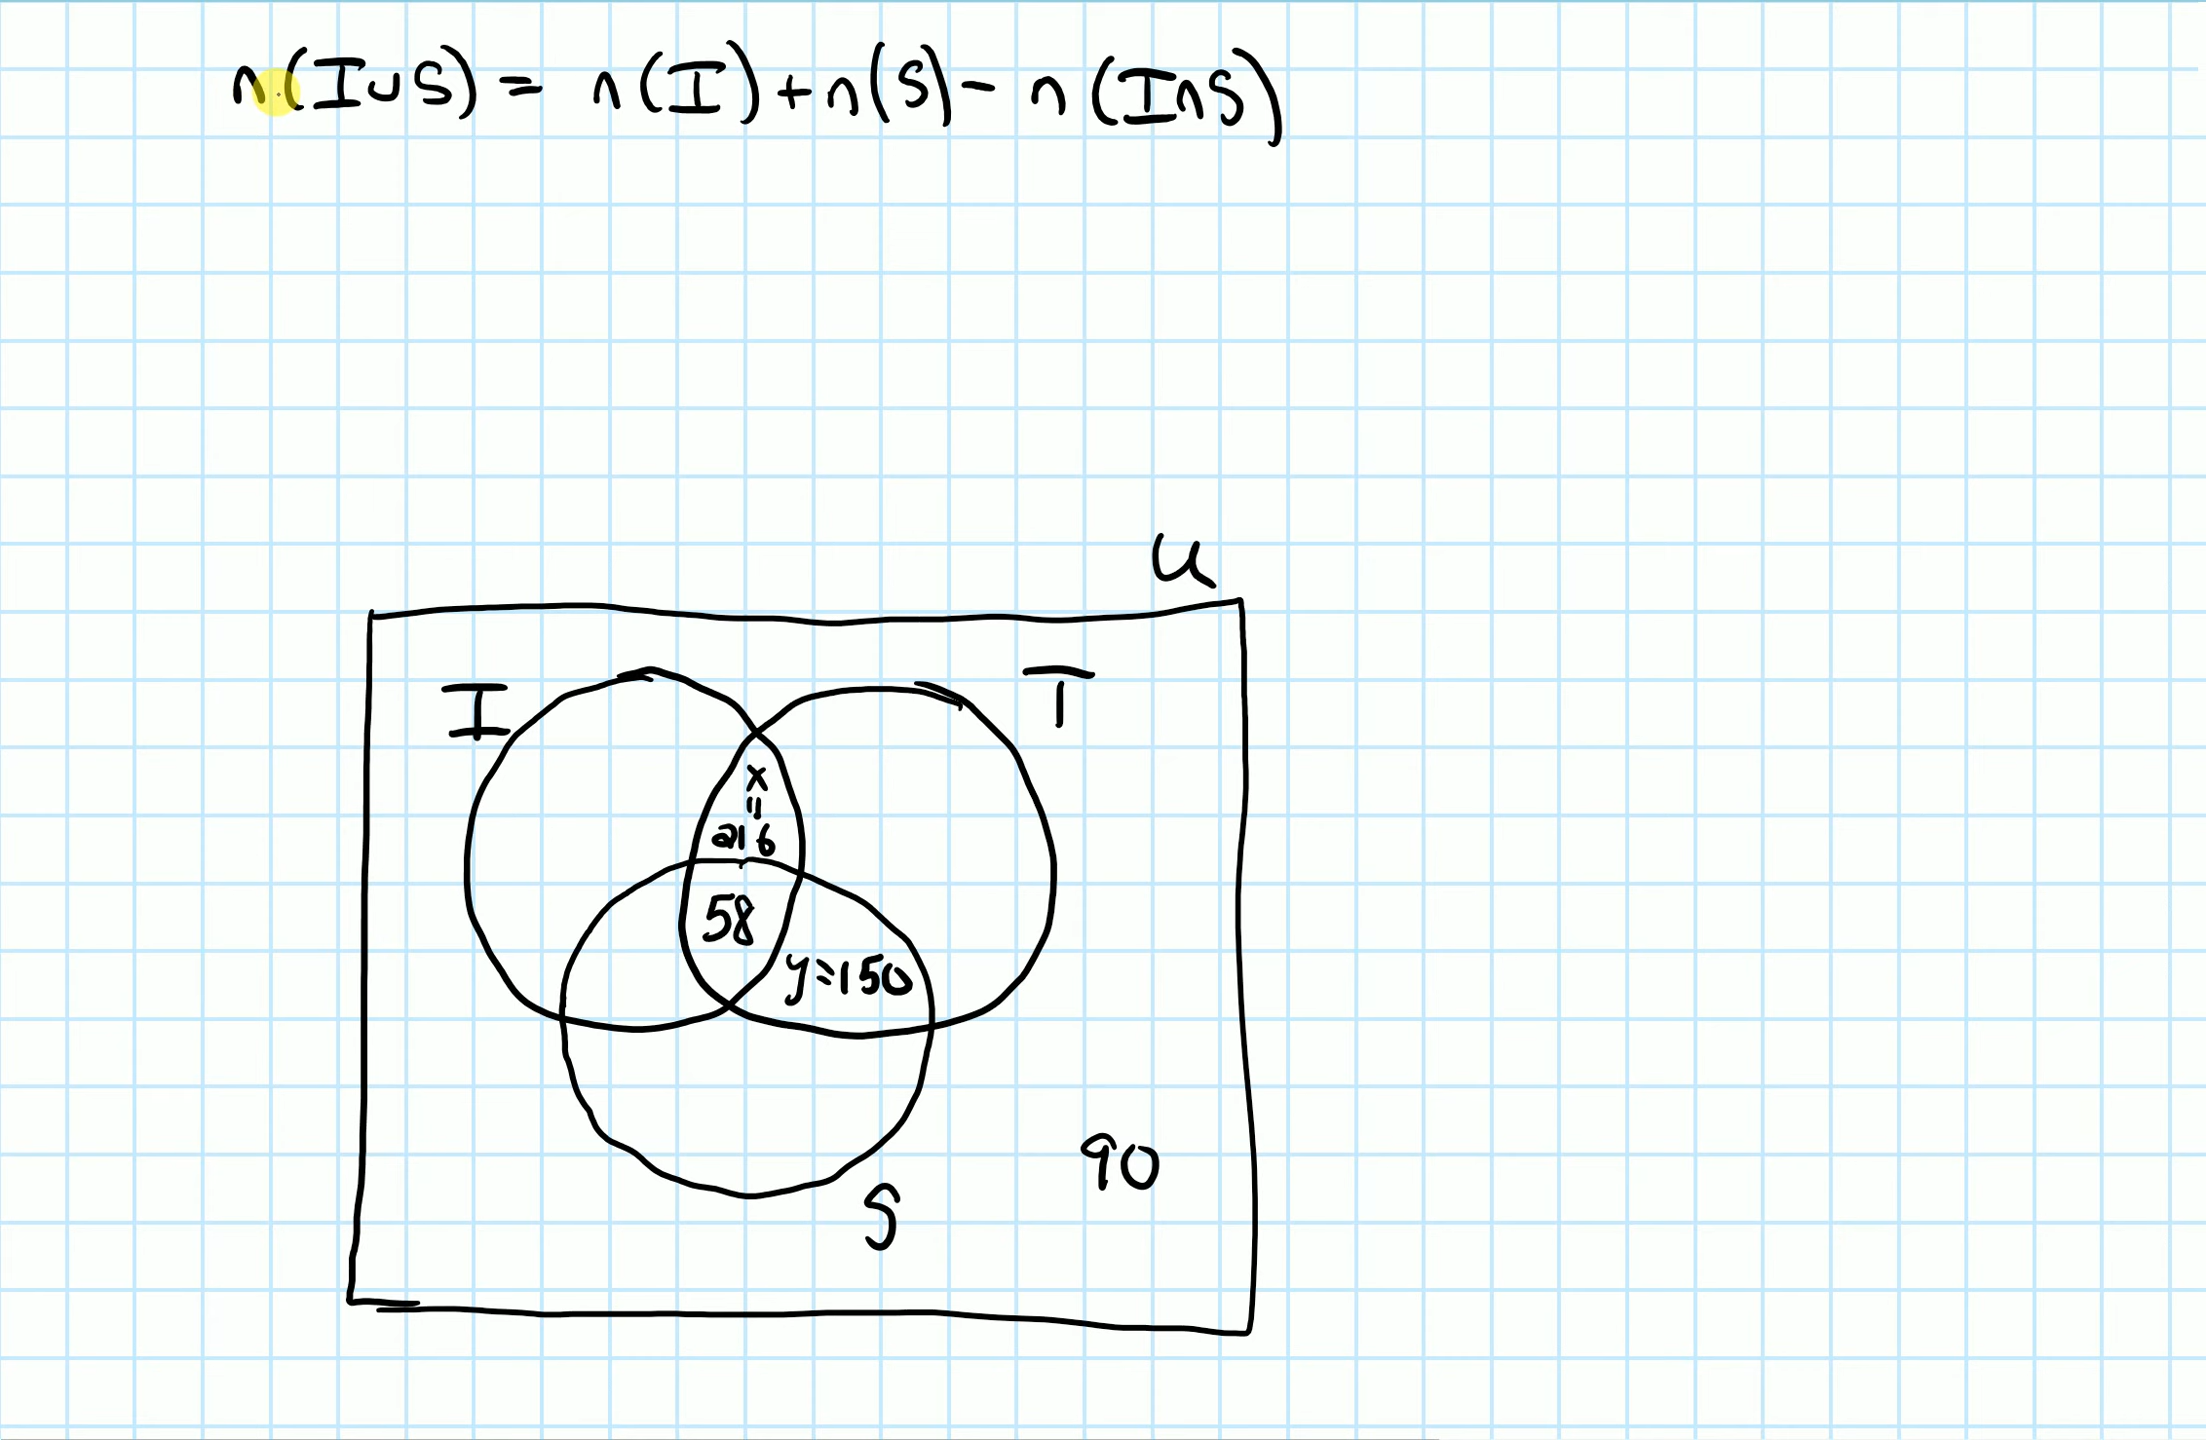 n(I∪S) = n(I) + n(S) - n(I∩S)
U
I
T
x
=
216
58
y=150
90
S